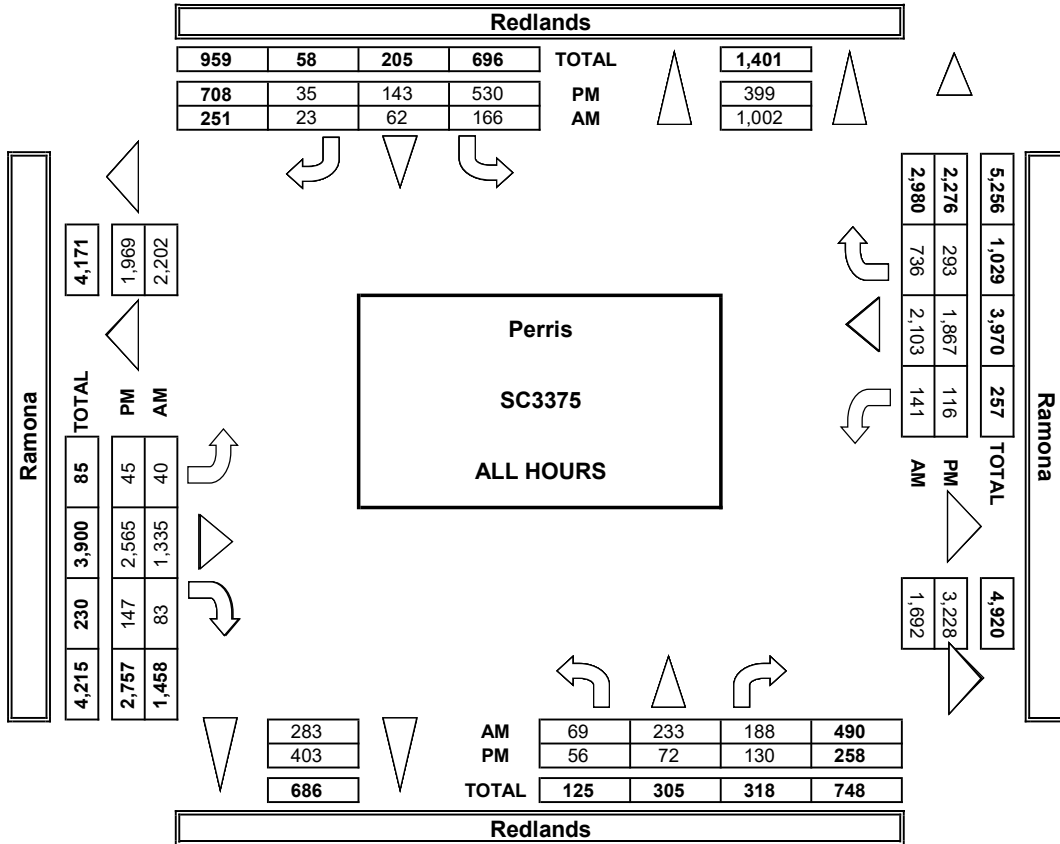 Redlands
959 58 205 696 TOTAL 1,401
708 35 143 530 PM 399
251 23 62 166 AM 1,002
Ramona
4,171
1,969
2,202
TOTAL
PM
AM
85 3,900 230 4,215
45 2,565 147 2,757
40 1,335 83 1,458
Perris
SC3375
ALL HOURS
5,256 1,029 3,970 257 TOTAL 4,920
2,276 293 1,867 116 PM 3,228
2,980 736 2,103 141 AM 1,692
Ramona
283 AM 69 233 188 490
403 PM 56 72 130 258
686 TOTAL 125 305 318 748
Redlands